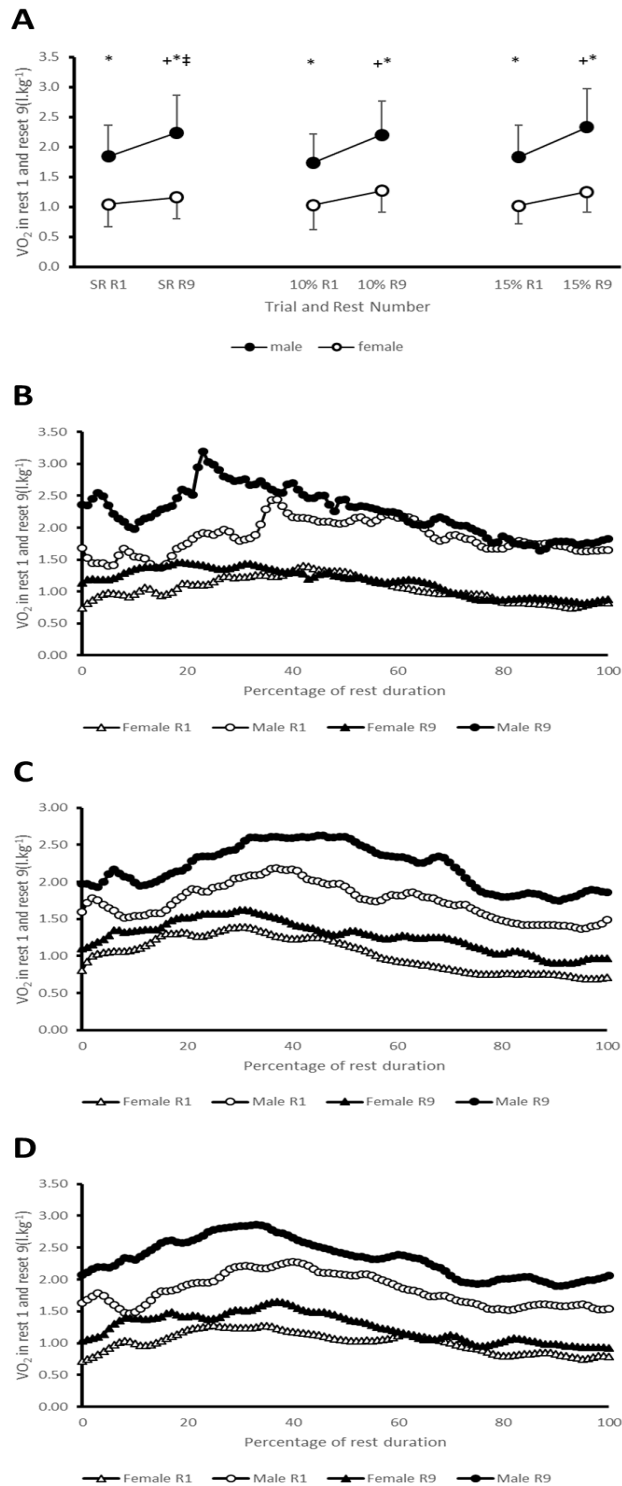 A
VO2 in rest 1 and reset 9(l.kg-1)
3.5
3.0
2.5
2.0
1.5
1.0
0.5
0.0
* +*‡ * +* * +*
SR R1 SR R9 10% R1 10% R9 15% R1 15% R9
Trial and Rest Number
male female
B
VO2 in rest 1 and reset 9(l.kg-1)
3.50
3.00
2.50
2.00
1.50
1.00
0.50
0.00
0 20 40 60 80 100
Percentage of rest duration
Female R1 Male R1 Female R9 Male R9
C
VO2 in rest 1 and reset 9(l.kg-1)
3.00
2.50
2.00
1.50
1.00
0.50
0.00
0 20 40 60 80 100
Percentage of rest duration
Female R1 Male R1 Female R9 Male R9
D
VO2 in rest 1 and reset 9(l.kg-1)
3.50
3.00
2.50
2.00
1.50
1.00
0.50
0.00
0 20 40 60 80 100
Percentage of rest duration
Female R1 Male R1 Female R9 Male R9